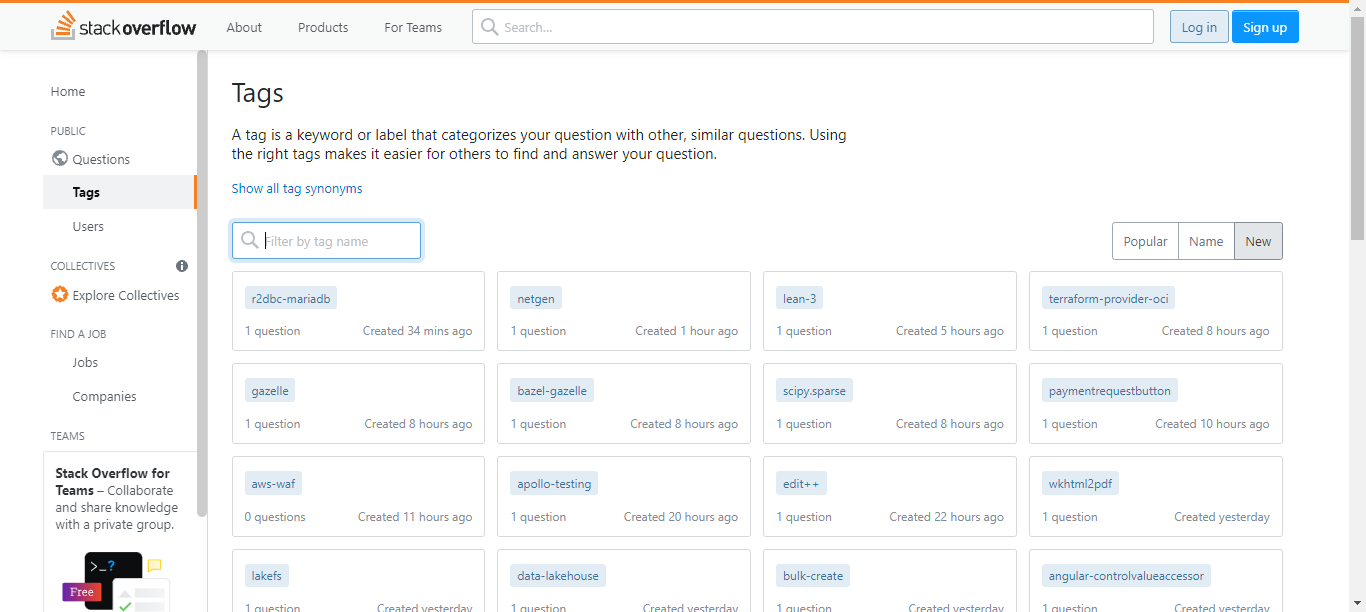 stackoverflow
About
Products
For Teams
Search...
Log in
Sign up
Home
PUBLIC
Questions
Tags
Users
COLLECTIVES
Explore Collectives
FIND A JOB
Jobs
Companies
TEAMS
Stack Overflow for
Teams – Collaborate
and share knowledge
with a private group.
>_?
Free
Tags
A tag is a keyword or label that categorizes your question with other, similar questions. Using
the right tags makes it easier for others to find and answer your question.
Show all tag synonyms
Filter by tag name
Popular
Name
New
r2dbc-mariadb
1 question
Created 34 mins ago
netgen
1 question
Created 1 hour ago
lean-3
1 question
Created 5 hours ago
terraform-provider-oci
1 question
Created 8 hours ago
gazelle
1 question
Created 8 hours ago
bazel-gazelle
1 question
Created 8 hours ago
scipy.sparse
1 question
Created 8 hours ago
paymentrequestbutton
1 question
Created 10 hours ago
aws-waf
0 questions
Created 11 hours ago
apollo-testing
1 question
Created 20 hours ago
edit++
1 question
Created 22 hours ago
wkhtml2pdf
1 question
Created yesterday
lakefs
1 question
Created yesterday
data-lakehouse
1 question
Created yesterday
bulk-create
1 question
Created yesterday
angular-controlvalueaccessor
1 question
Created yesterday